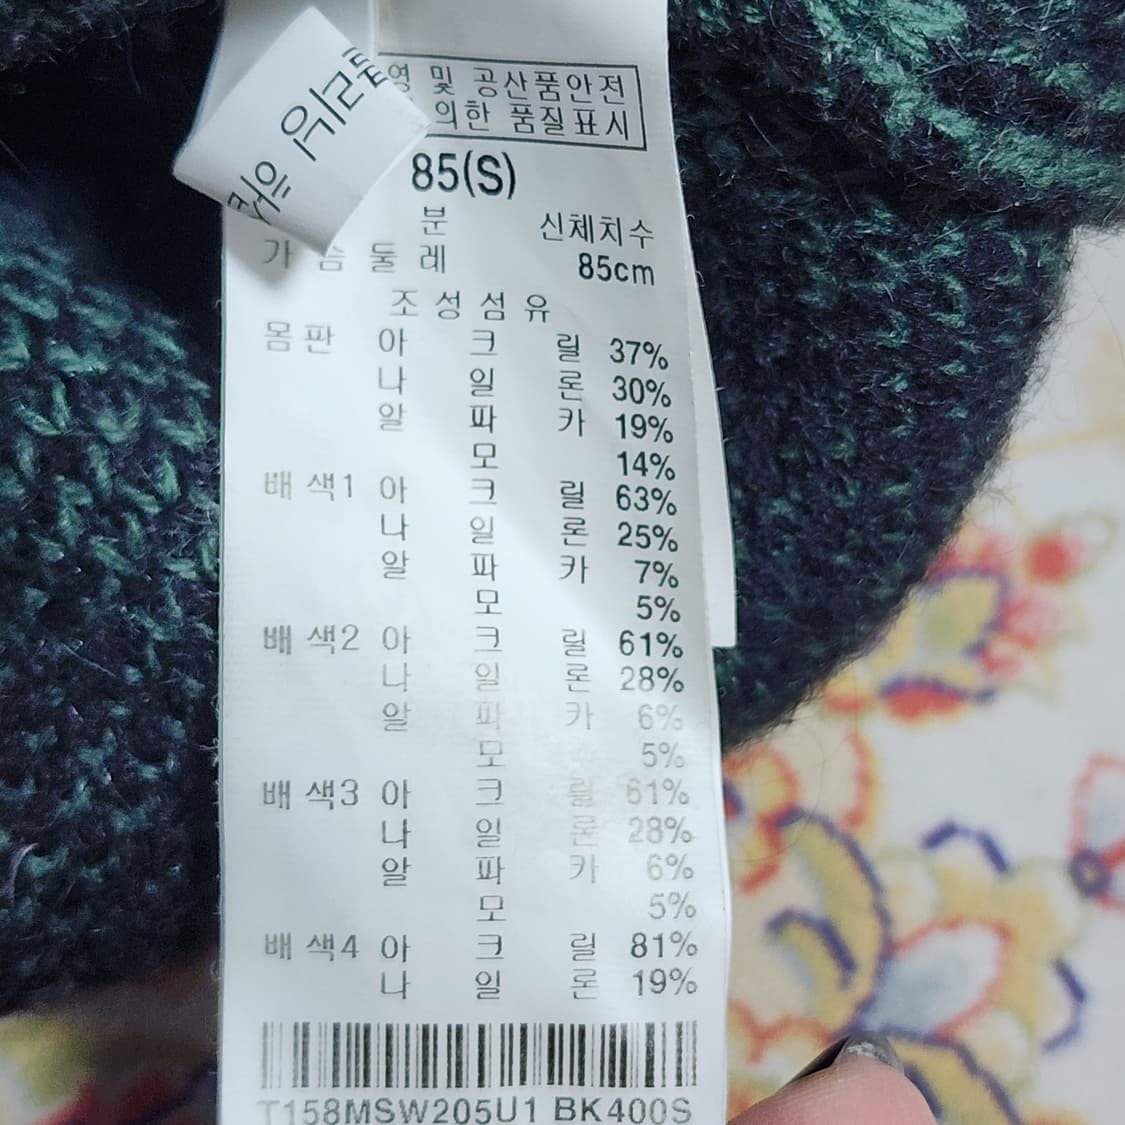 영 및 공산품안전
의한 품질표시
85(S)
분 신체치수
가 슴 둘 레 85cm
조 성 섬 유
몸 판 아 크 릴 37%
나 일 론 30%
알 파 카 19%
모 14%
배 색1 아 크 릴 63%
나 일 론 25%
알 파 카 7%
모 5%
배 색2 아 크 릴 61%
나 일 론 28%
알 파 카 6%
모 5%
배 색3 아 크 릴 61%
나 일 론 28%
알 파 카 6%
모 5%
배 색4 아 크 릴 81%
나 일 론 19%
T158MSW205U1 BK400S